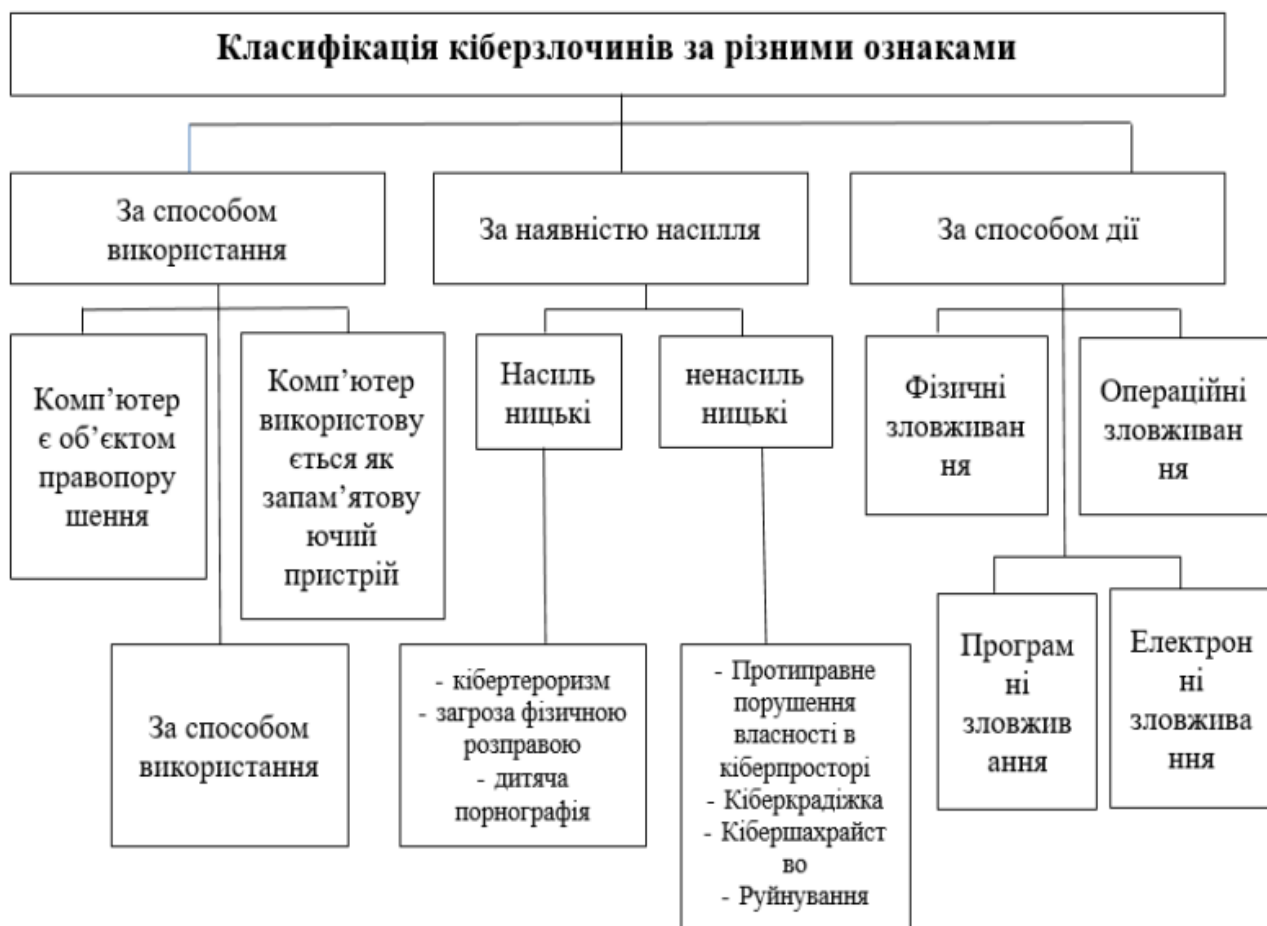 Класифікація кіберзлочинів за різними ознаками
За способом
використання
За наявністю насилля
За способом дії
Комп’ютер
є об’єктом
правопору
шення
Комп’ютер
використову
ється як
запам’ятову
ючий
пристрій
Насиль
ницькі
ненасиль
ницькі
Фізичні
зловживан
ня
Операційні
зловживан
ня
За способом
використання
- кібертероризм
- загроза фізичною
розправою
- дитяча
порнографія
- Протиправне
порушення
власності в
кіберпросторі
- Кіберкрадіжка
- Кібершахрайст
во
- Руйнування
Програм
ні
зловжив
ання
Електрон
ні
зловжива
ння